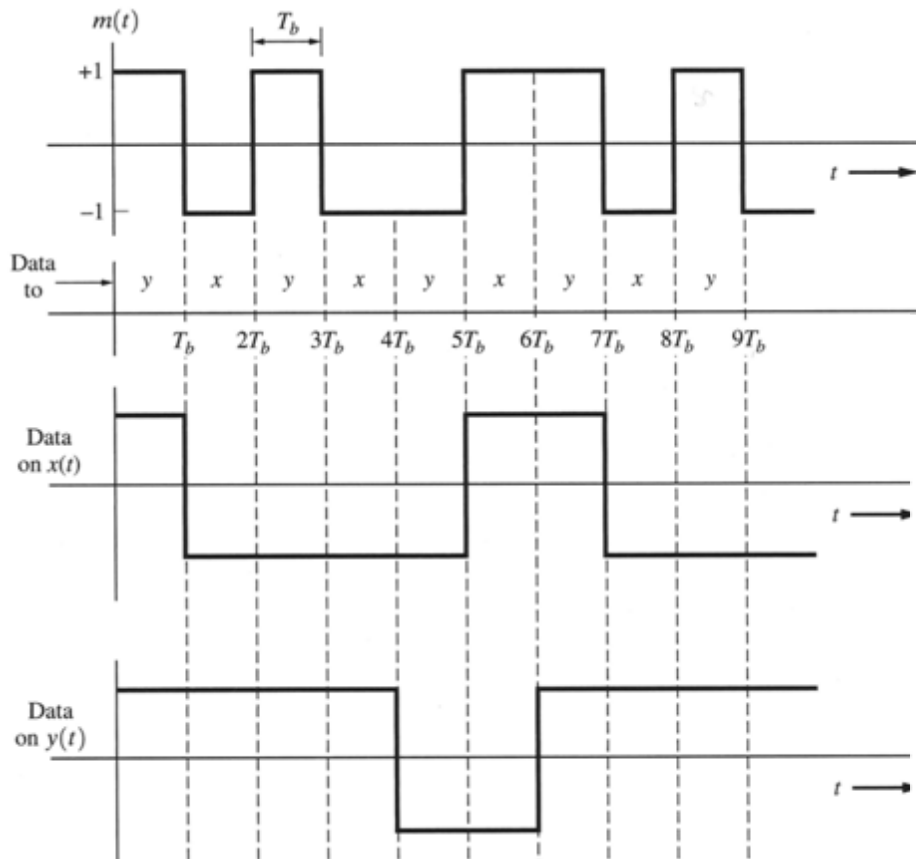 m(t)
T_b
+1
t
−1
Data to
y x y x y x y x y
T_b 2T_b 3T_b 4T_b 5T_b 6T_b 7T_b 8T_b 9T_b
Data
on x(t)
t
Data
on y(t)
t